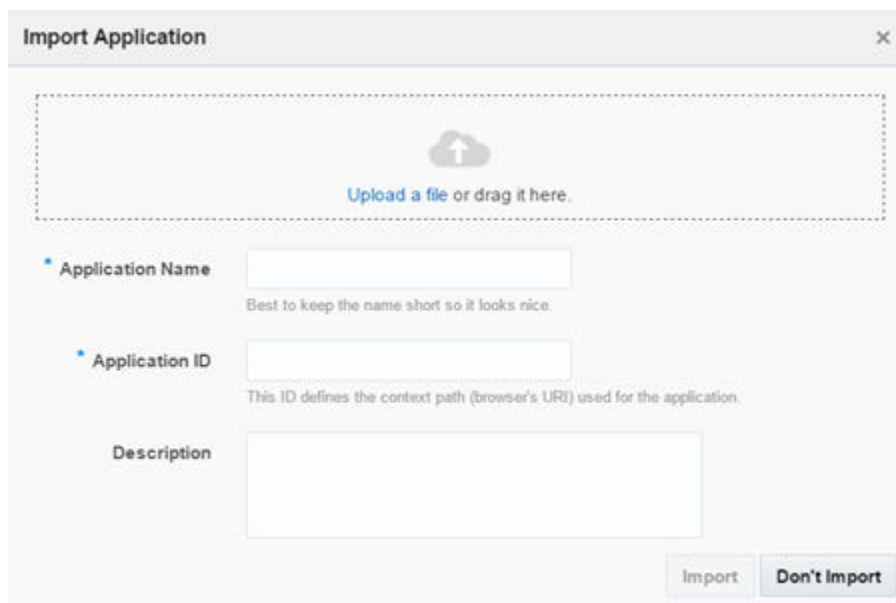 Import Application
×
Upload a file or drag it here.
* Application Name
Best to keep the name short so it looks nice.
* Application ID
This ID defines the context path (browser's URI) used for the application.
Description
Import
Don't Import